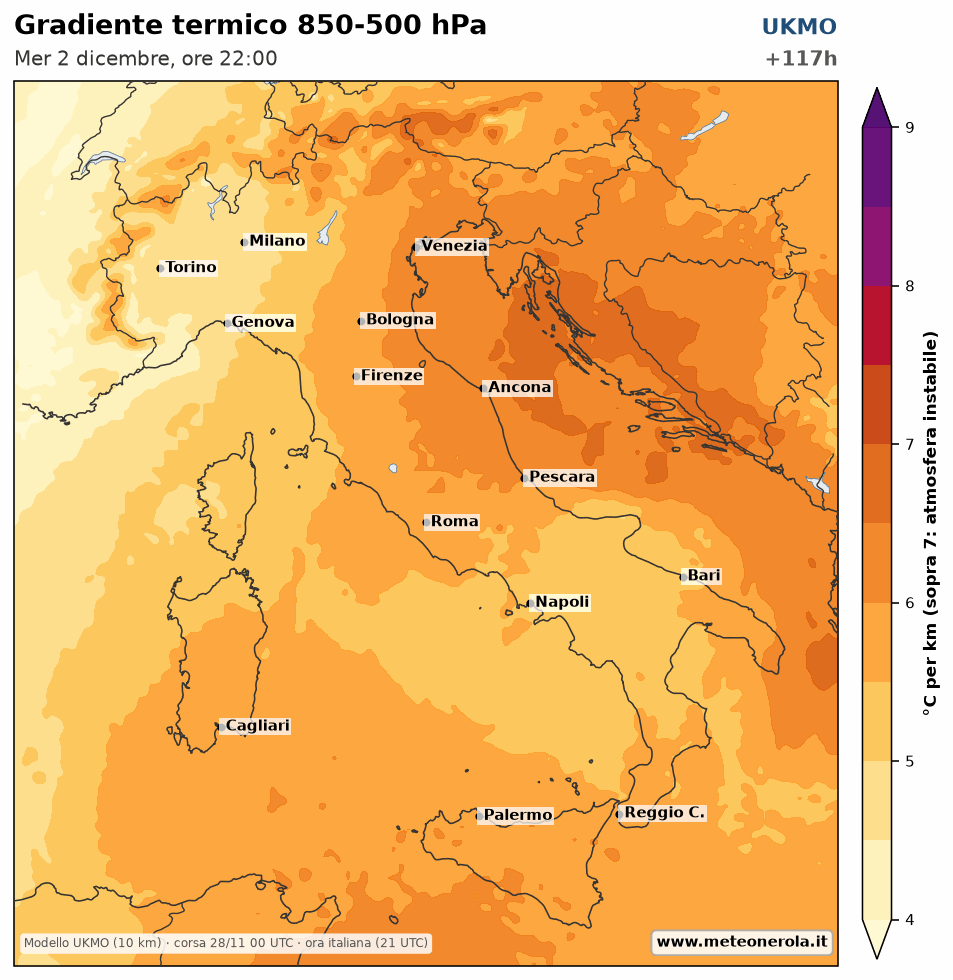 Gradiente termico 850-500 hPa
UKMO
Mer 2 dicembre, ore 22:00
+117h
Milano
Venezia
Torino
Genova
Bologna
Firenze
Ancona
Pescara
Roma
Bari
Napoli
Cagliari
Palermo
Reggio C.
9
8
7
6
5
4
°C per km (sopra 7: atmosfera instabile)
Modello UKMO (10 km) · corsa 28/11 00 UTC · ora italiana (21 UTC)
www.meteonerola.it